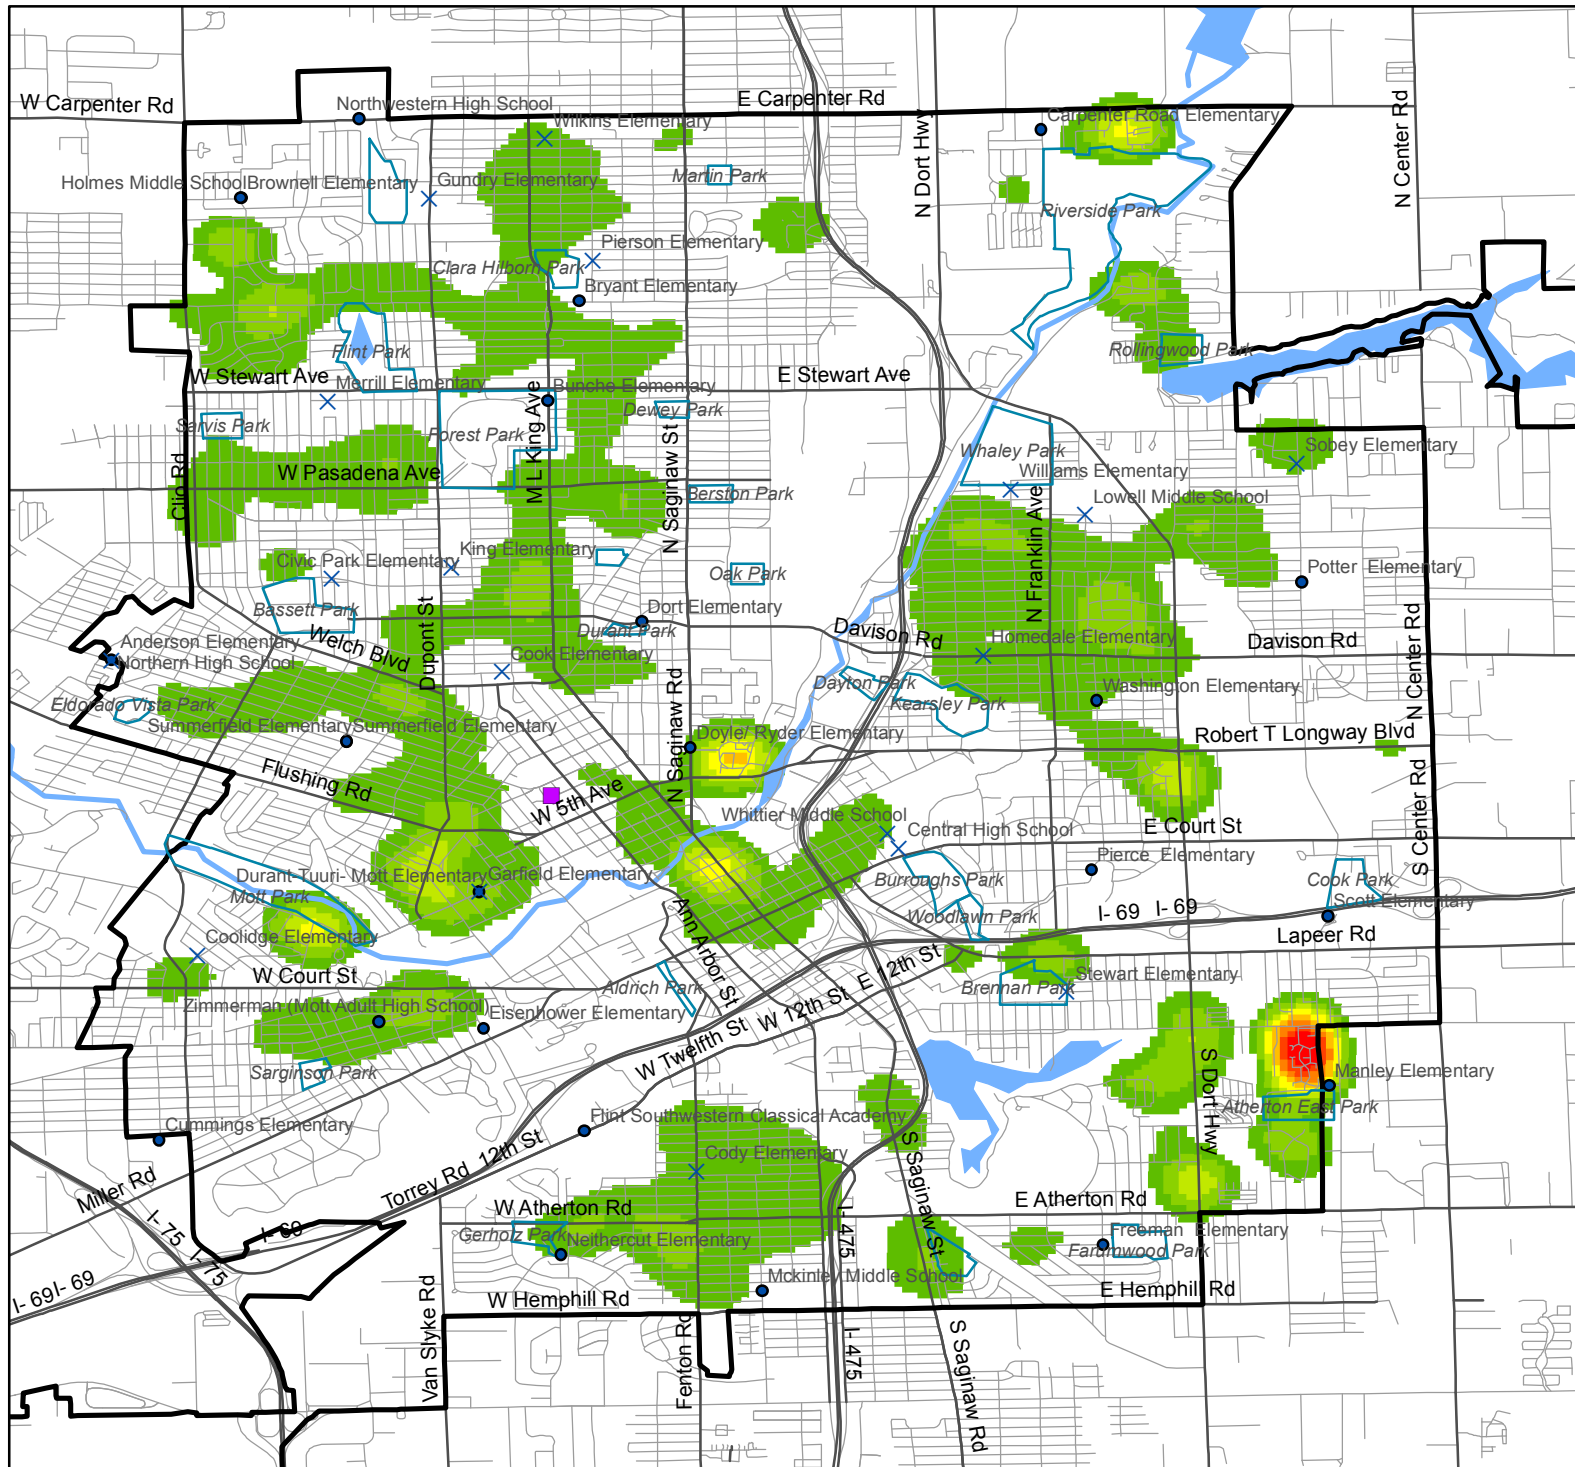 W Carpenter Rd
Northwestern High School
E Carpenter Rd
Wilkins Elementary
Carpenter Road Elementary
N Dort Hwy
N Center Rd
Holmes Middle School
Brownell Elementary
Gundry Elementary
Martin Park
Riverside Park
Pierson Elementary
Clara Hilborn Park
Bryant Elementary
Flint Park
Rollingwood Park
W Stewart Ave
Merrill Elementary
Bunche Elementary
E Stewart Ave
Sarvis Park
Dewey Park
Forest Park
M L King Ave
N Saginaw St
Whaley Park
Sobey Elementary
W Pasadena Ave
Clio Rd
Williams Elementary
Berston Park
Lowell Middle School
N Franklin Ave
King Elementary
Civic Park Elementary
Oak Park
Potter  Elementary
Bassett Park
Dort Elementary
Durant Park
Dupont St
Welch Blvd
Davison Rd
Homedale Elementary
Davison Rd
N Center Rd
Anderson Elementary
Northern High School
Cook Elementary
Dayton Park
Washington Elementary
Kearsley Park
Eldorado Vista Park
Summerfield Elementary
Summerfield Elementary
N Saginaw Rd
Doyle/ Ryder Elementary
Robert T Longway Blvd
Flushing Rd
W 5th Ave
Whittier Middle School
Central High School
E Court St
S Center Rd
Pierce  Elementary
Durant-Tuuri- Mott Elementary
Garfield Elementary
Burroughs Park
Cook Park
Mott Park
Scott Elementary
Woodlawn Park
I- 69
I- 69
Lapeer Rd
Ann Arbor St
Coolidge Elementary
W Court St
E 12th St
Stewart Elementary
Aldrich Park
Brennan Park
Zimmerman (Mott Adult High School)
Eisenhower Elementary
W 12th St
W Twelfth St
Sarginson Park
S Dort Hwy
Manley Elementary
Atherton East Park
Cummings Elementary
Flint Southwestern Classical Academy
12th St
Cody Elementary
S Saginaw St
Torrey Rd
Miller Rd
W Atherton Rd
E Atherton Rd
I- 75
I- 75
I- 69
Gerholz Park
Neithercut Elementary
I- 475
Freeman  Elementary
Farumwood Park
I- 69
I- 69
W Hemphill Rd
Mckinley Middle School
E Hemphill Rd
Van Slyke Rd
Fenton Rd
I- 475
S Saginaw Rd